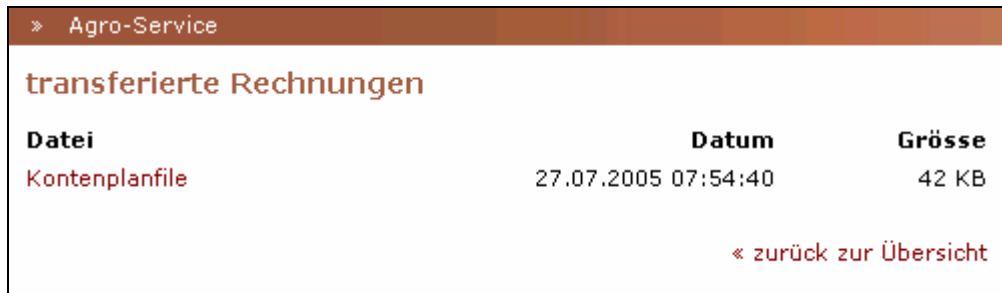 » Agro-Service
transferierte Rechnungen
Datei Datum Grösse
Kontenplanfile 27.07.2005 07:54:40 42 KB
« zurück zur Übersicht